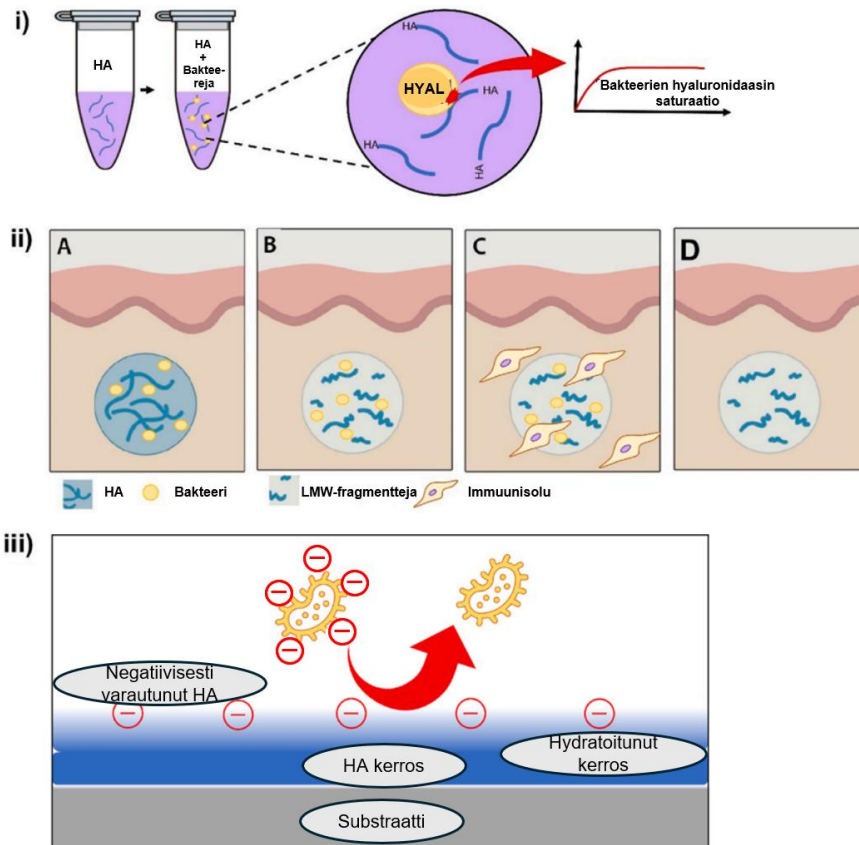 i)
HA
HA
+
Baktee-
reja
HA
HYAL
HA
HA
HA
Bakteerien hyaluronidaasin
saturaatio
ii)
A
B
C
D
HA
Bakteeri
LMW-fragmentteja
Immuunisolu
iii)
Negatiivisesti
varautunut HA
HA kerros
Hydratoitunut
kerros
Substraatti